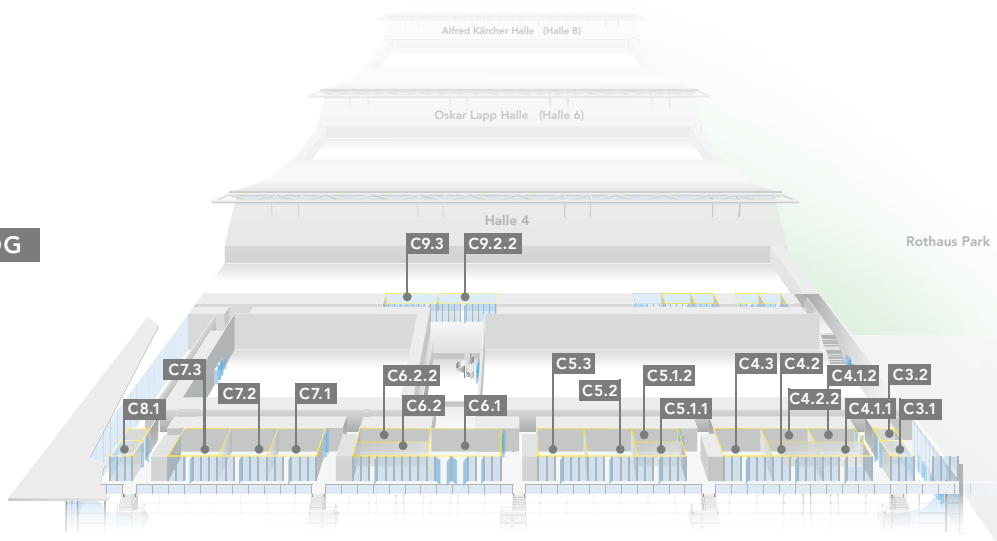 Alfred Kärcher Halle (Halle 8)
Oskar Lapp Halle (Halle 6)
Halle 4
Rothaus Park
OG
C9.3 C9.2.2
C7.3 C6.2.2 C5.3 C5.1.2 C4.3 C4.2 C4.1.2 C3.2
C7.2 C7.1 C5.2 C4.2.2
C8.1 C6.2 C6.1 C5.1.1 C4.1.1 C3.1